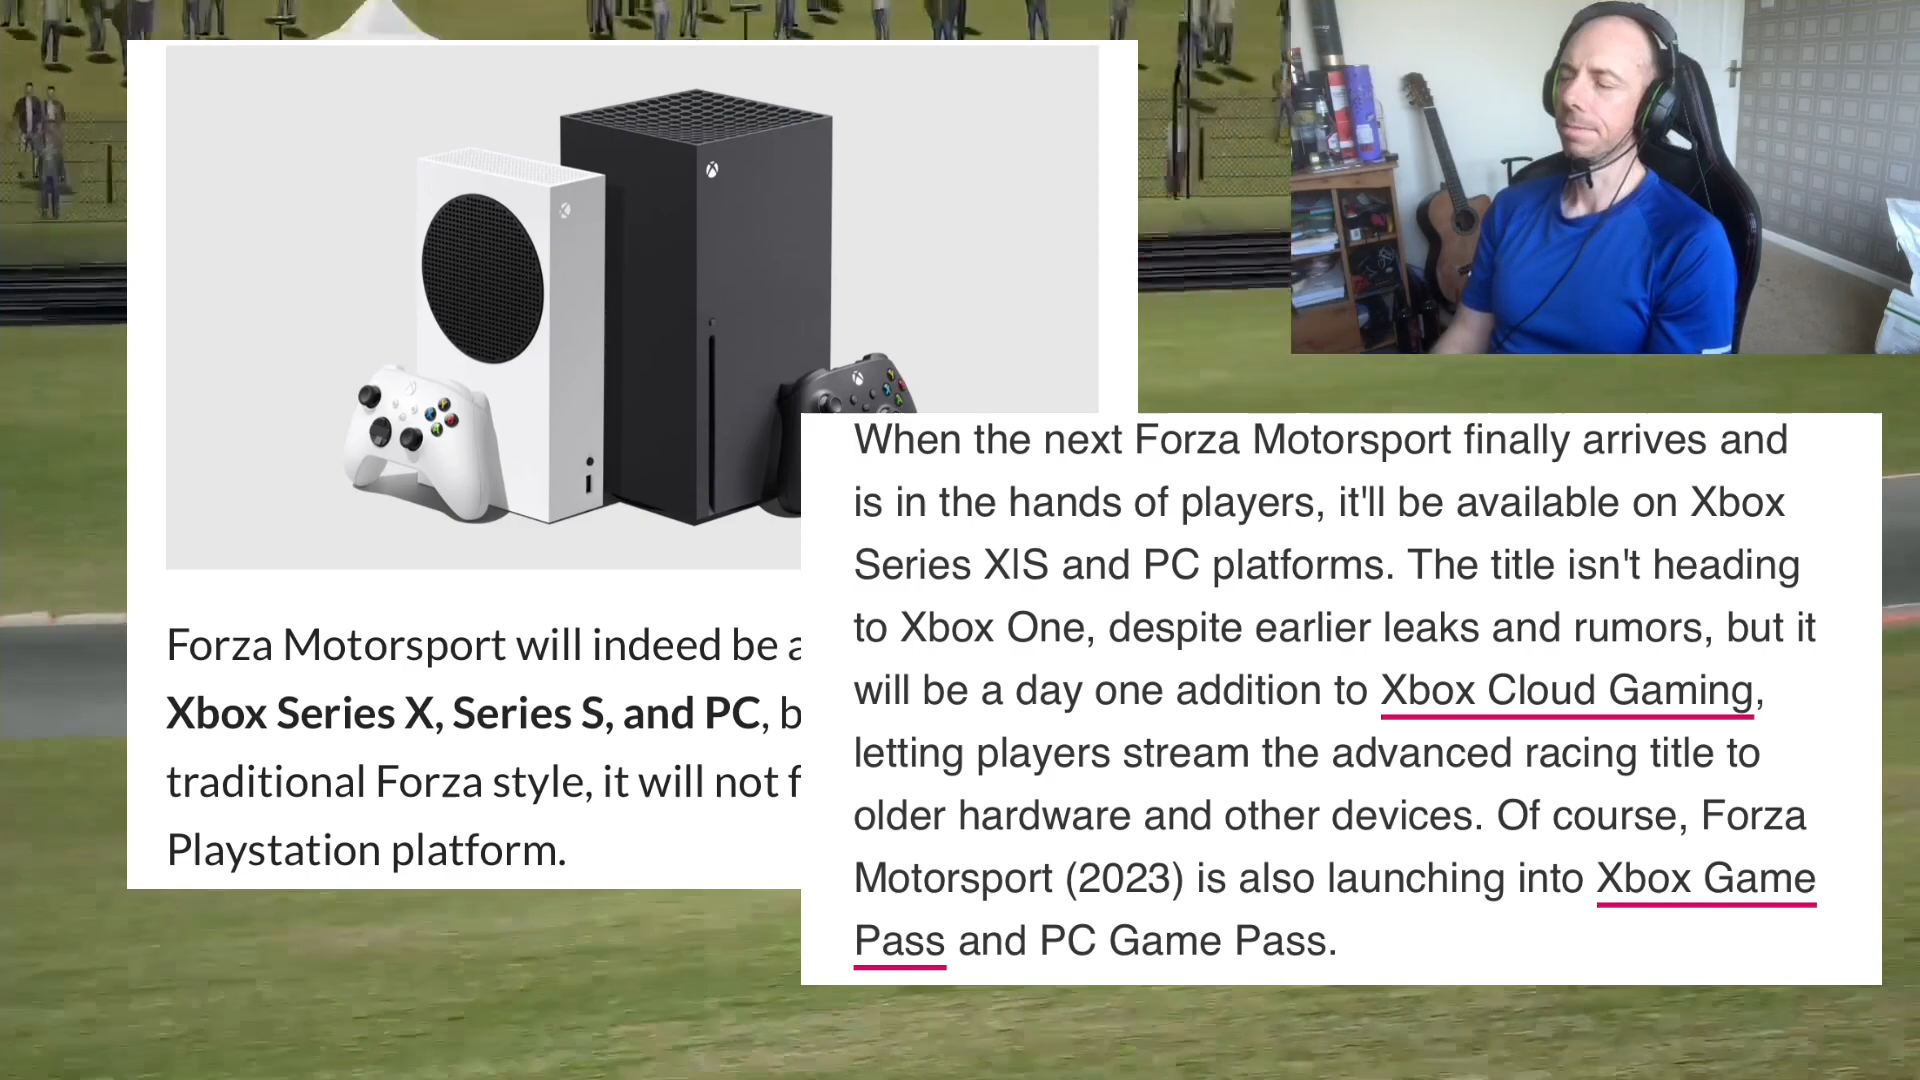 Forza Motorsport will indeed be a
Xbox Series X, Series S, and PC, b
traditional Forza style, it will not f
Playstation platform.
When the next Forza Motorsport finally arrives and
is in the hands of players, it'll be available on Xbox
Series X|S and PC platforms. The title isn't heading
to Xbox One, despite earlier leaks and rumors, but it
will be a day one addition to Xbox Cloud Gaming,
letting players stream the advanced racing title to
older hardware and other devices. Of course, Forza
Motorsport (2023) is also launching into Xbox Game
Pass and PC Game Pass.